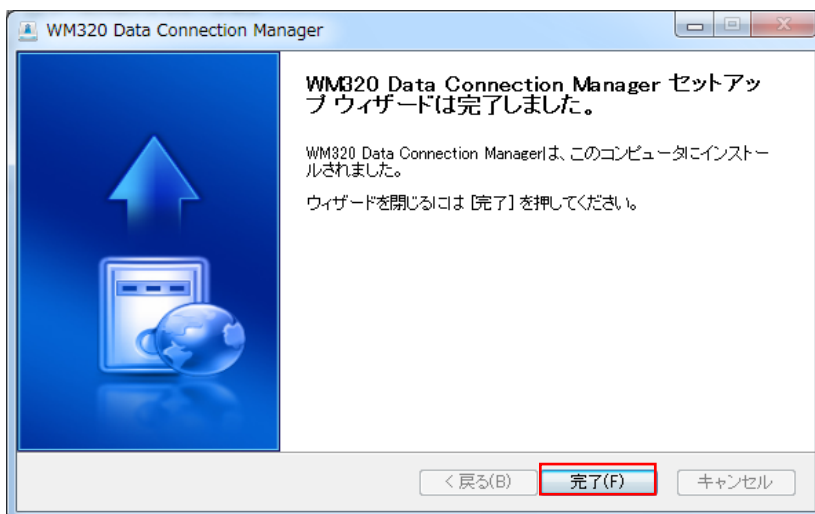 WM320 Data Connection Manager
WM320 Data Connection Manager セットアッ
プ ウィザードは完了しました。
WM320 Data Connection Managerは、このコンピュータにインストー
ルされました。
ウィザードを閉じるには [完了] を押してください。
< 戻る(B)
完了(F)
キャンセル